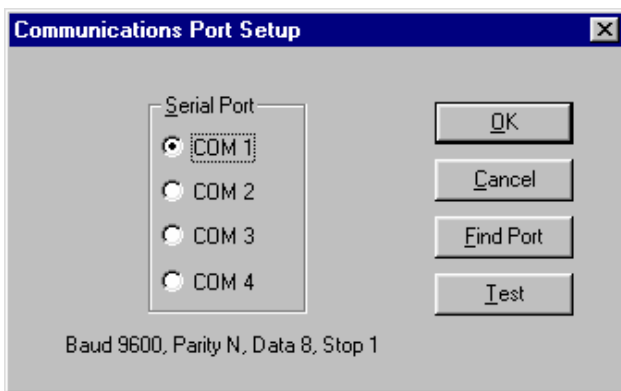 Communications Port Setup
Serial Port
COM 1
COM 2
COM 3
COM 4
OK
Cancel
Find Port
Test
Baud 9600, Parity N, Data 8, Stop 1